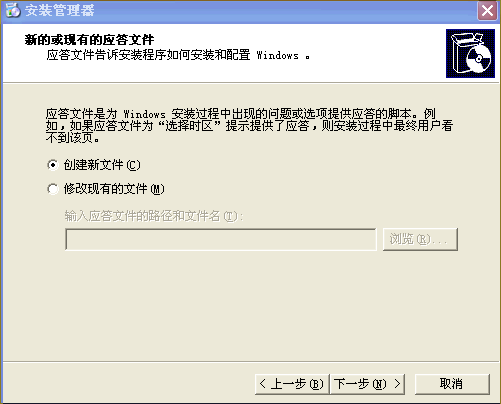 安装管理器
新的或现有的应答文件
应答文件告诉安装程序如何安装和配置 Windows 。
应答文件是为 Windows 安装过程中出现的问题或选项提供应答的脚本。例
如，如果应答文件为“选择时区”提示提供了应答，则安装过程中最终用户看
不到该页。
创建新文件(C)
修改现有的文件(M)
输入应答文件的路径和文件名(T):
浏览(R)...
< 上一步(B) 下一步(N) > 取消